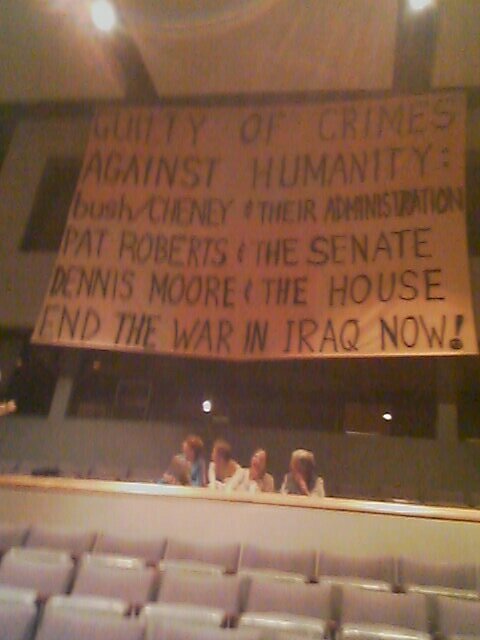 GUILTY OF CRIMES
AGAINST HUMANITY:
bush/CHENEY & THEIR ADMINISTRATION
PAT ROBERTS & THE SENATE
DENNIS MOORE & THE HOUSE
END THE WAR IN IRAQ NOW!